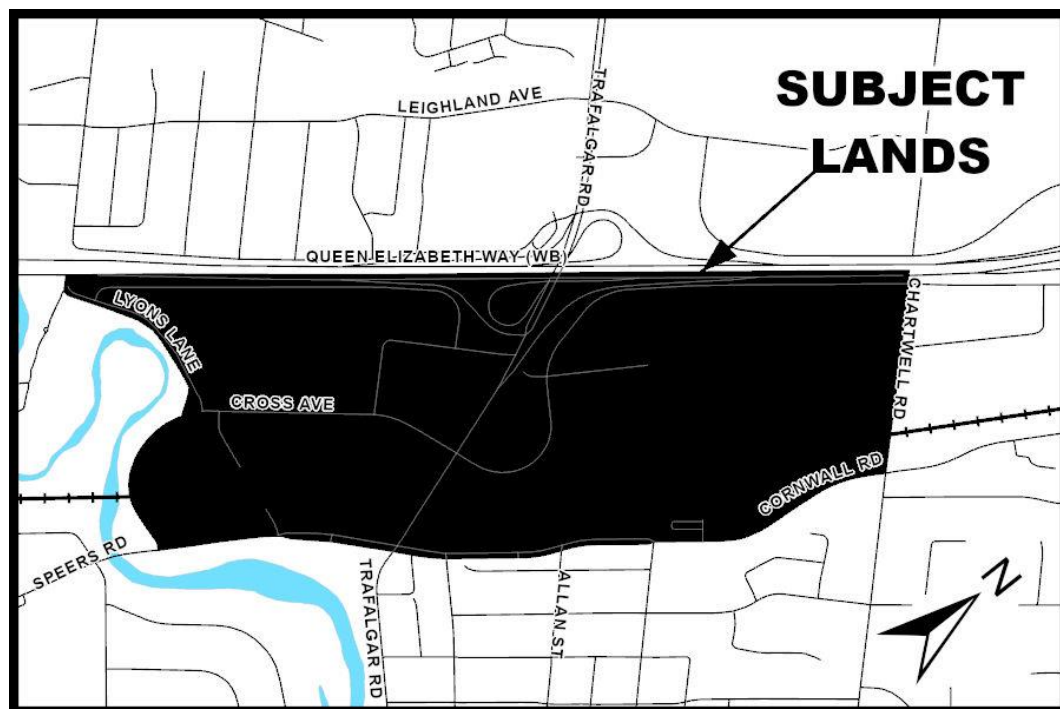 SUBJECT
LANDS
LEIGHLAND AVE
TRAFALGAR RD
QUEEN ELIZABETH WAY (WB)
LYONS LANE
CHARTWELL RD
CROSS AVE
CORNWALL RD
SPEERS RD
TRAFALGAR RD
ALLAN ST
N